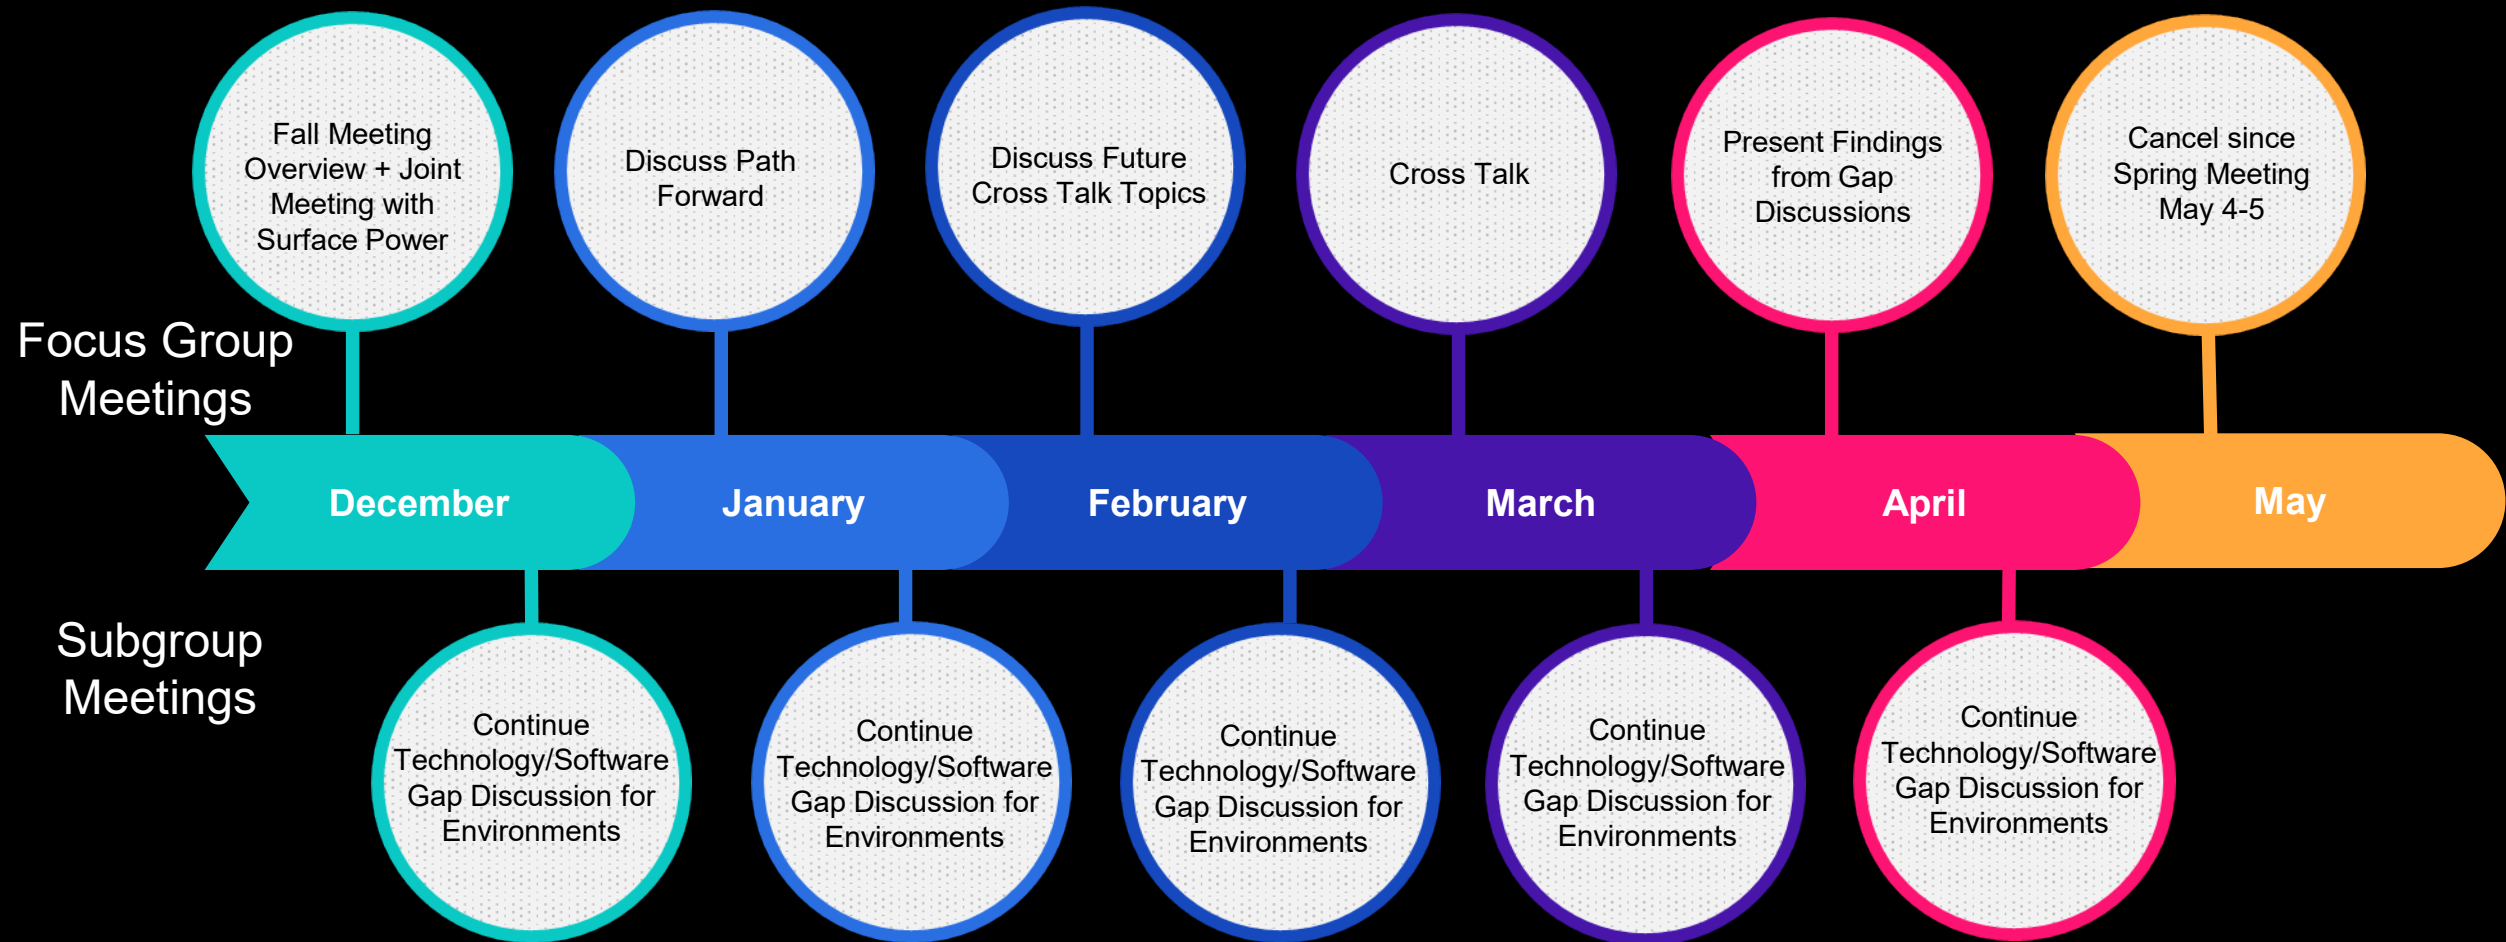 Fall Meeting
Overview + Joint
Meeting with
Surface Power
Discuss Path
Forward
Discuss Future
Cross Talk Topics
Cross Talk
Present Findings
from Gap
Discussions
Cancel since
Spring Meeting
May 4-5
Focus Group
Meetings
December
January
February
March
April
May
Subgroup
Meetings
Continue
Technology/Software
Gap Discussion for
Environments
Continue
Technology/Software
Gap Discussion for
Environments
Continue
Technology/Software
Gap Discussion for
Environments
Continue
Technology/Software
Gap Discussion for
Environments
Continue
Technology/Software
Gap Discussion for
Environments